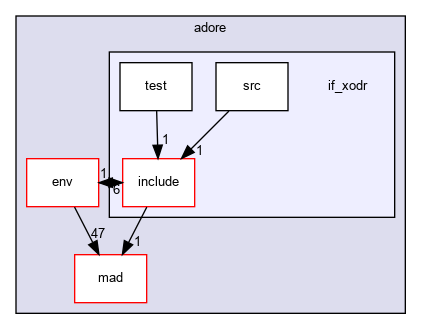 adore
test
src
if_xodr
1
1
env
1
6
include
47
1
mad